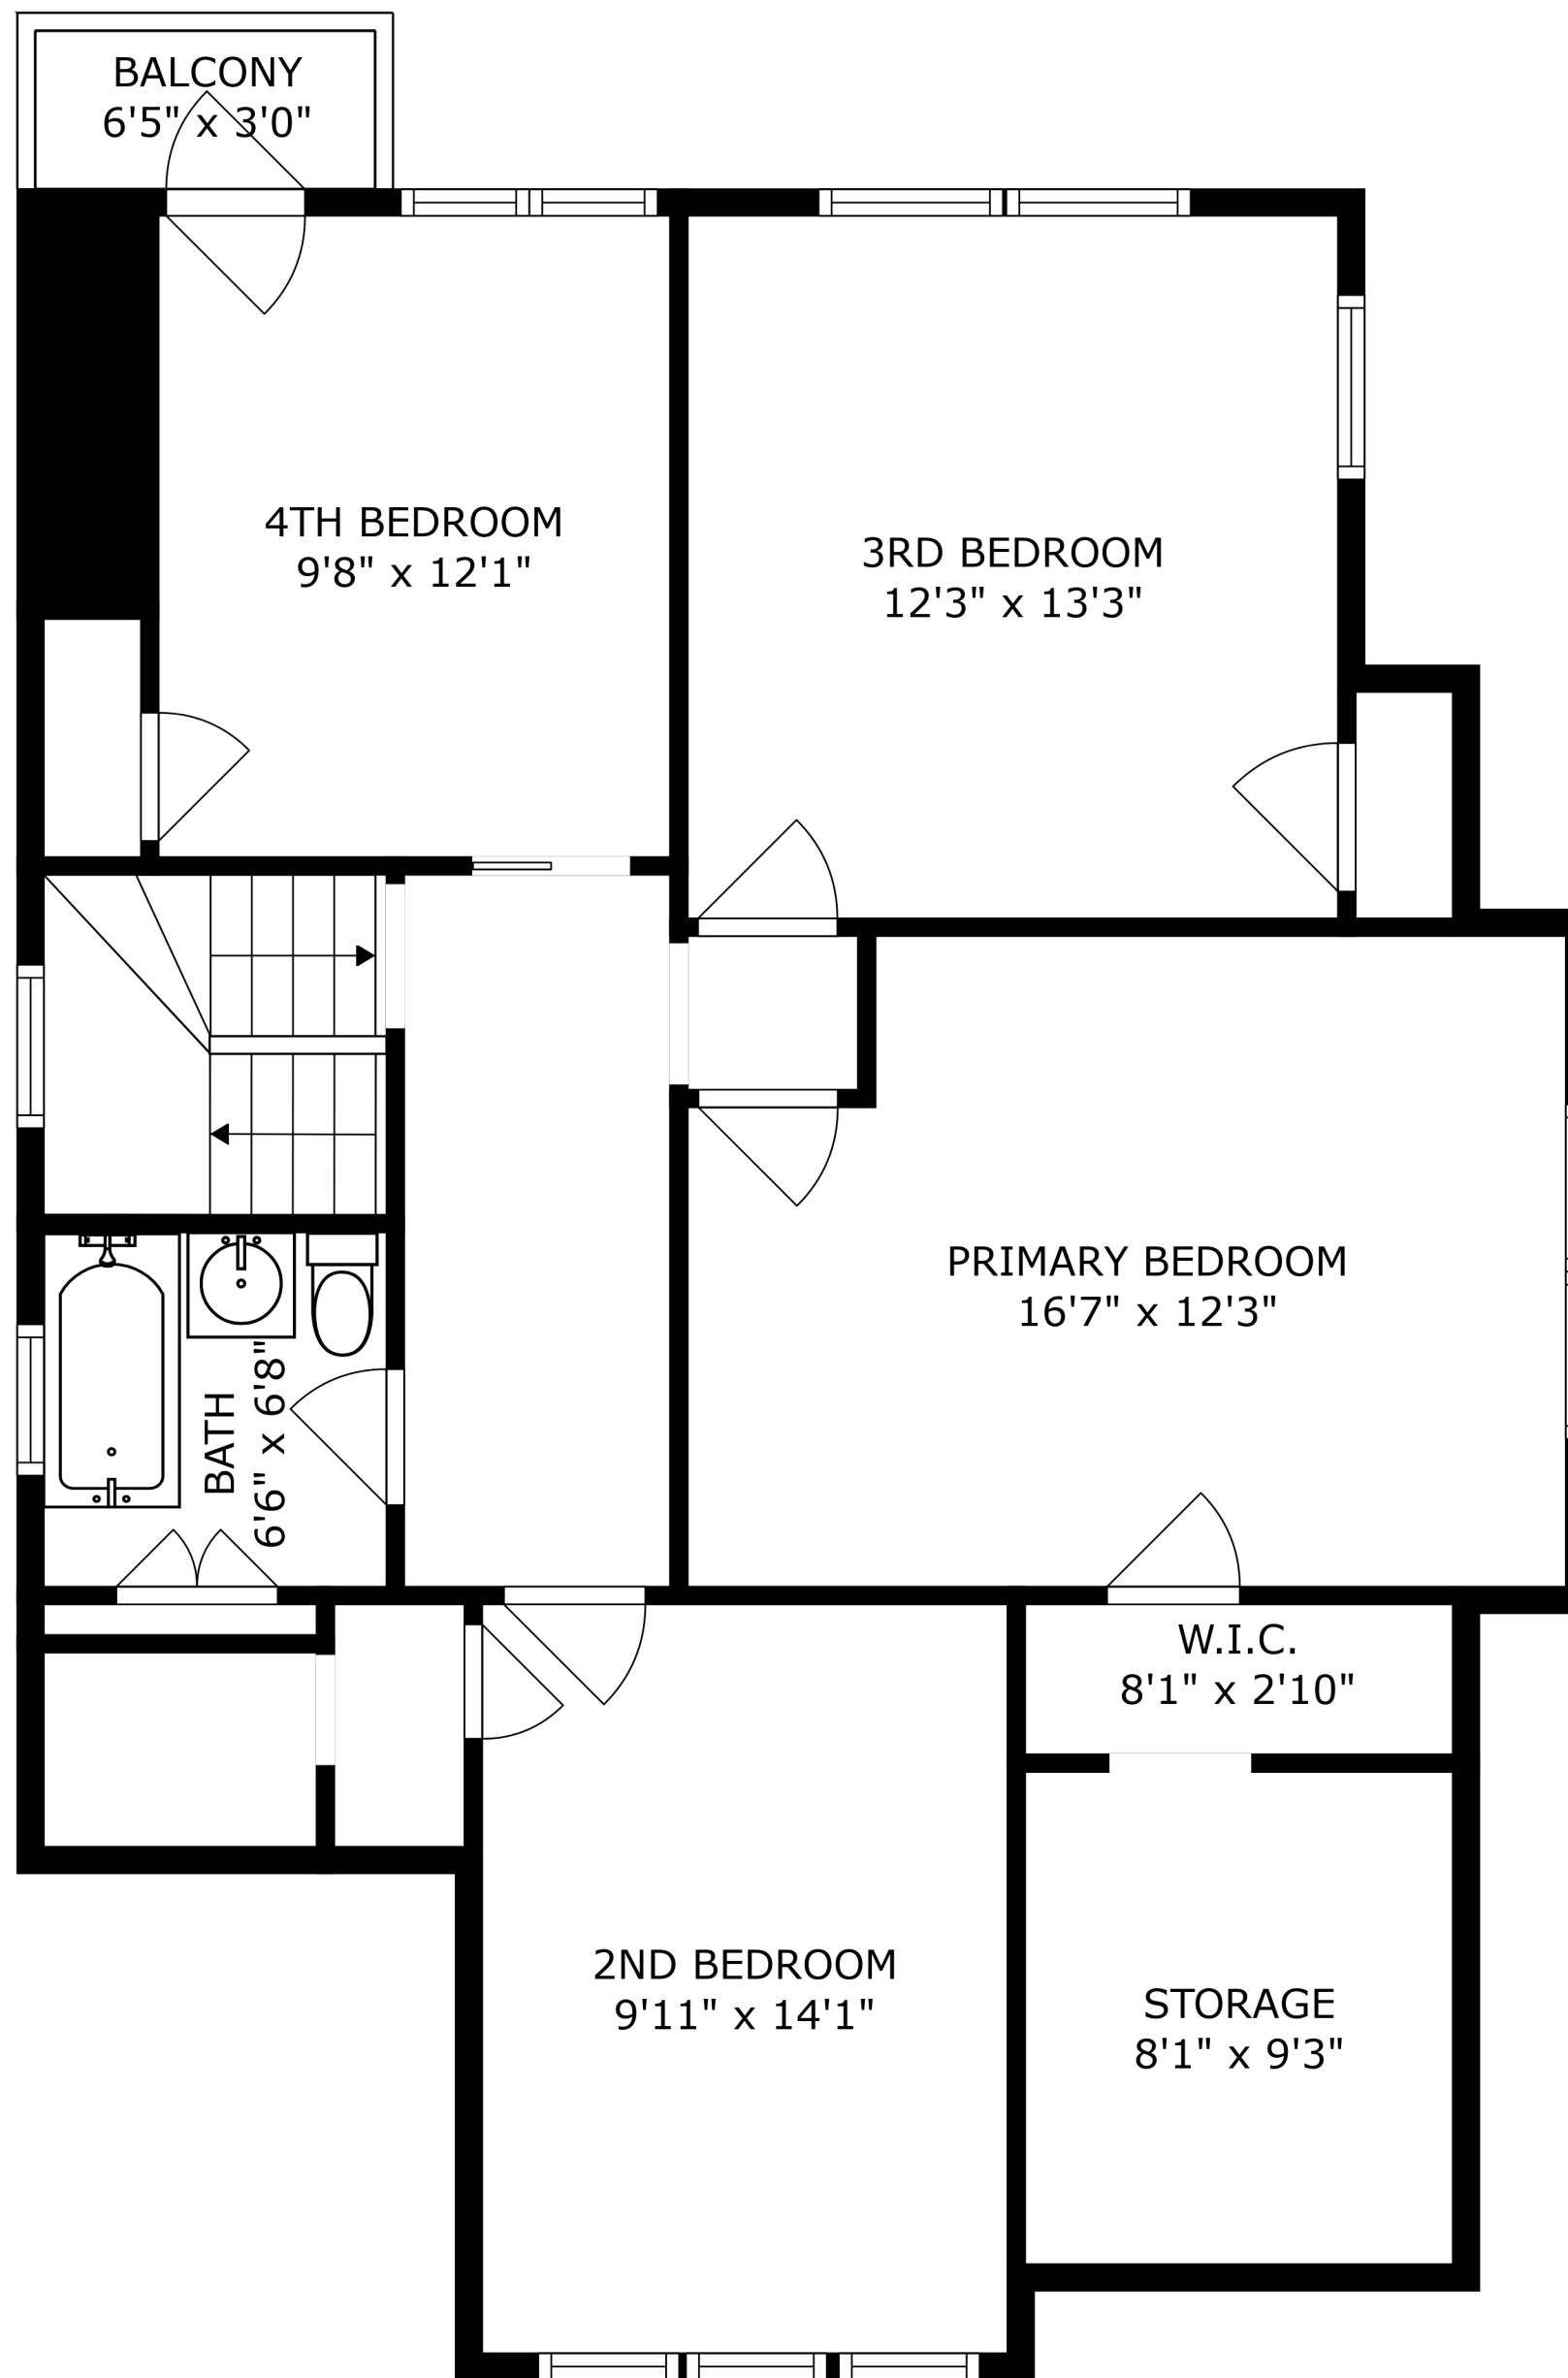 BALCONY
6'5" x 3'0"
4TH BEDROOM
9'8" x 12'1"
3RD BEDROOM
12'3" x 13'3"
PRIMARY BEDROOM
16'7" x 12'3"
BATH
6'6" x 6'8"
W.I.C.
8'1" x 2'10"
2ND BEDROOM
9'11" x 14'1"
STORAGE
8'1" x 9'3"